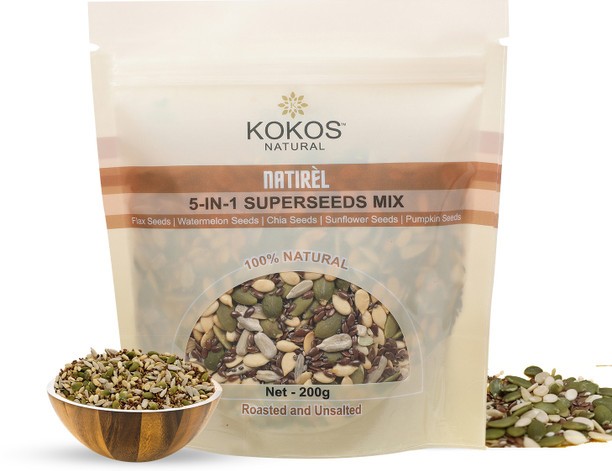 KOKOS™
NATURAL
NATIRÈL
5-IN-1 SUPERSEEDS MIX
Flax Seeds | Watermelon Seeds | Chia Seeds | Sunflower Seeds | Pumpkin Seeds
100% NATURAL
Net - 200g
Roasted and Unsalted